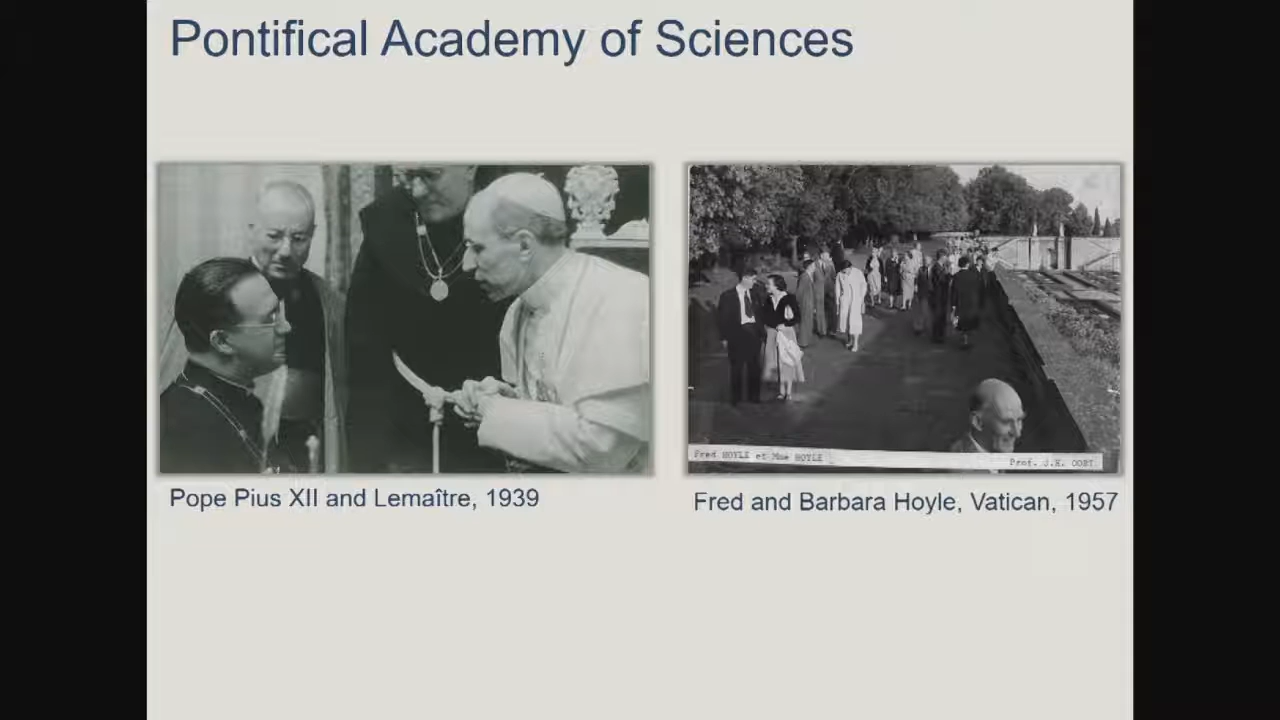 Pontifical Academy of Sciences
Fred HOYLE et Mme HOYLE
Prof. J.H. OORT
Pope Pius XII and Lemaître, 1939
Fred and Barbara Hoyle, Vatican, 1957